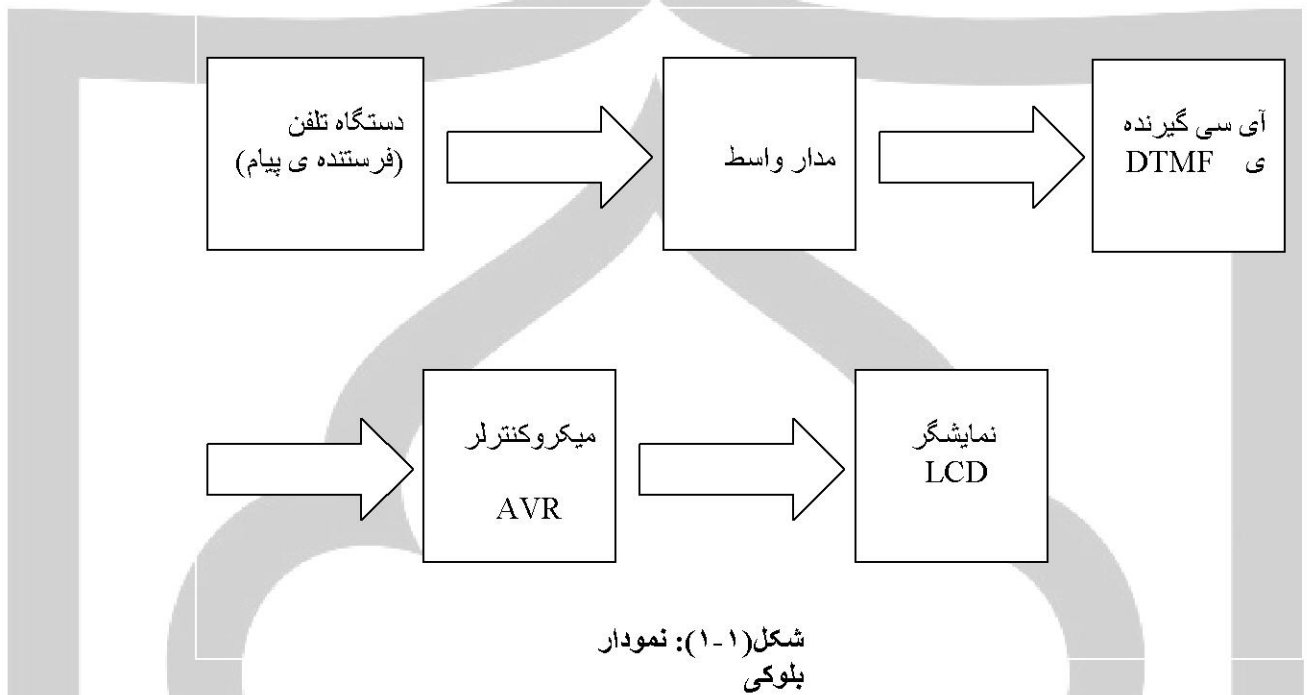 دستگاه تلفن
(فرستنده ی پیام)
مدار واسط
آی سی گیرنده
ی DTMF
میکروکنترلر
AVR
نمایشگر
LCD
شکل(۱-۱): نمودار
بلوکی